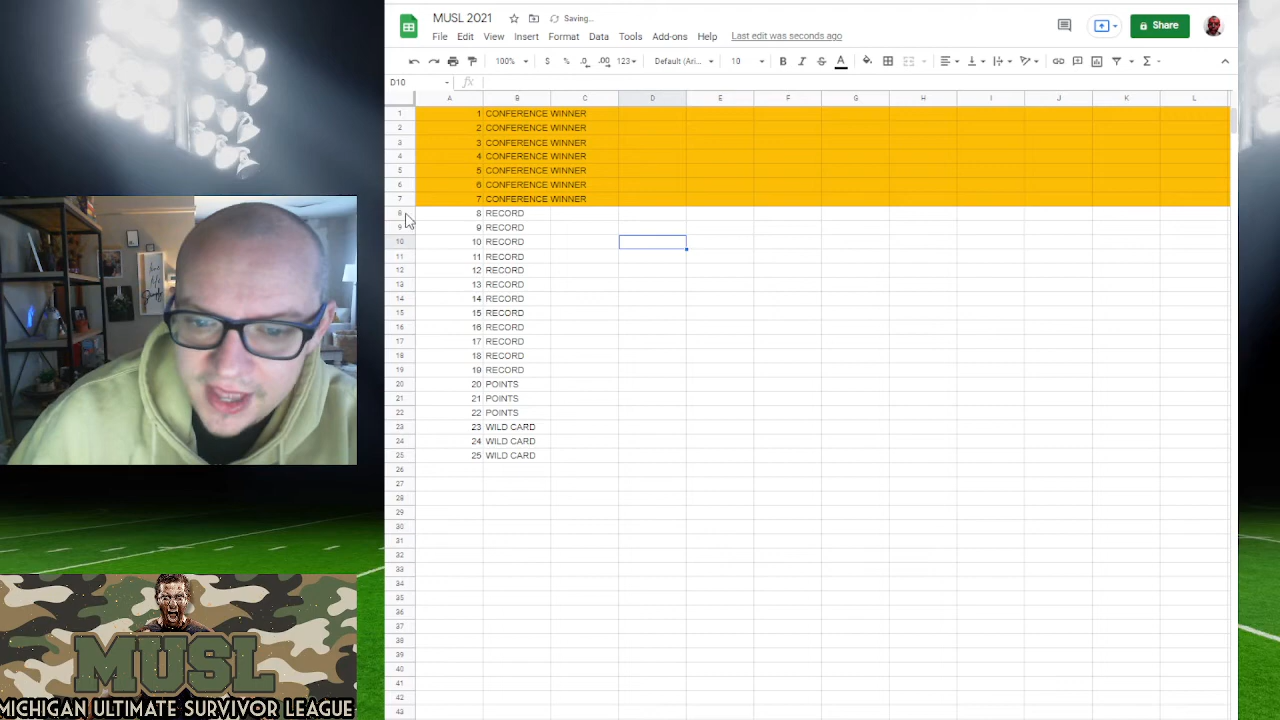 MUSL 2021
Saving...
File Edit View Insert Format Data Tools Add-ons Help Last edit was seconds ago
Share
100% $ % .0 .00 123 Default (Ari... 10 B I S A
D10 fx
A B C D E F G H I J K L
1 1 CONFERENCE WINNER
2 2 CONFERENCE WINNER
3 3 CONFERENCE WINNER
4 4 CONFERENCE WINNER
5 5 CONFERENCE WINNER
6 6 CONFERENCE WINNER
7 7 CONFERENCE WINNER
8 8 RECORD
9 9 RECORD
10 10 RECORD
11 11 RECORD
12 12 RECORD
13 13 RECORD
14 14 RECORD
15 15 RECORD
16 16 RECORD
17 17 RECORD
18 18 RECORD
19 19 RECORD
20 20 POINTS
21 21 POINTS
22 22 POINTS
23 23 WILD CARD
24 24 WILD CARD
25 25 WILD CARD
26
27
28
29
30
31
32
33
34
35
36
37
38
39
40
41
42
43
MUSL
MICHIGAN ULTIMATE SURVIVOR LEAGUE